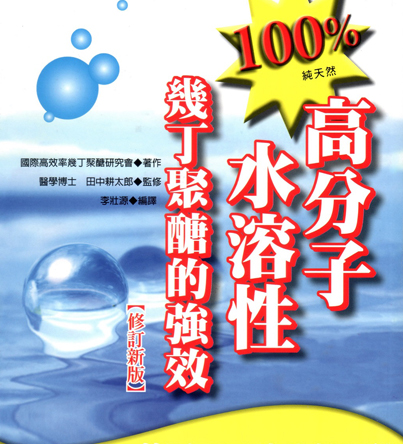 100%
純天然
高分子
水溶性
幾丁聚醣的強效
【修訂新版】
國際高效率幾丁聚醣研究會◆著作
醫學博士　田中耕太郎◆監修
李壯源◆編譯